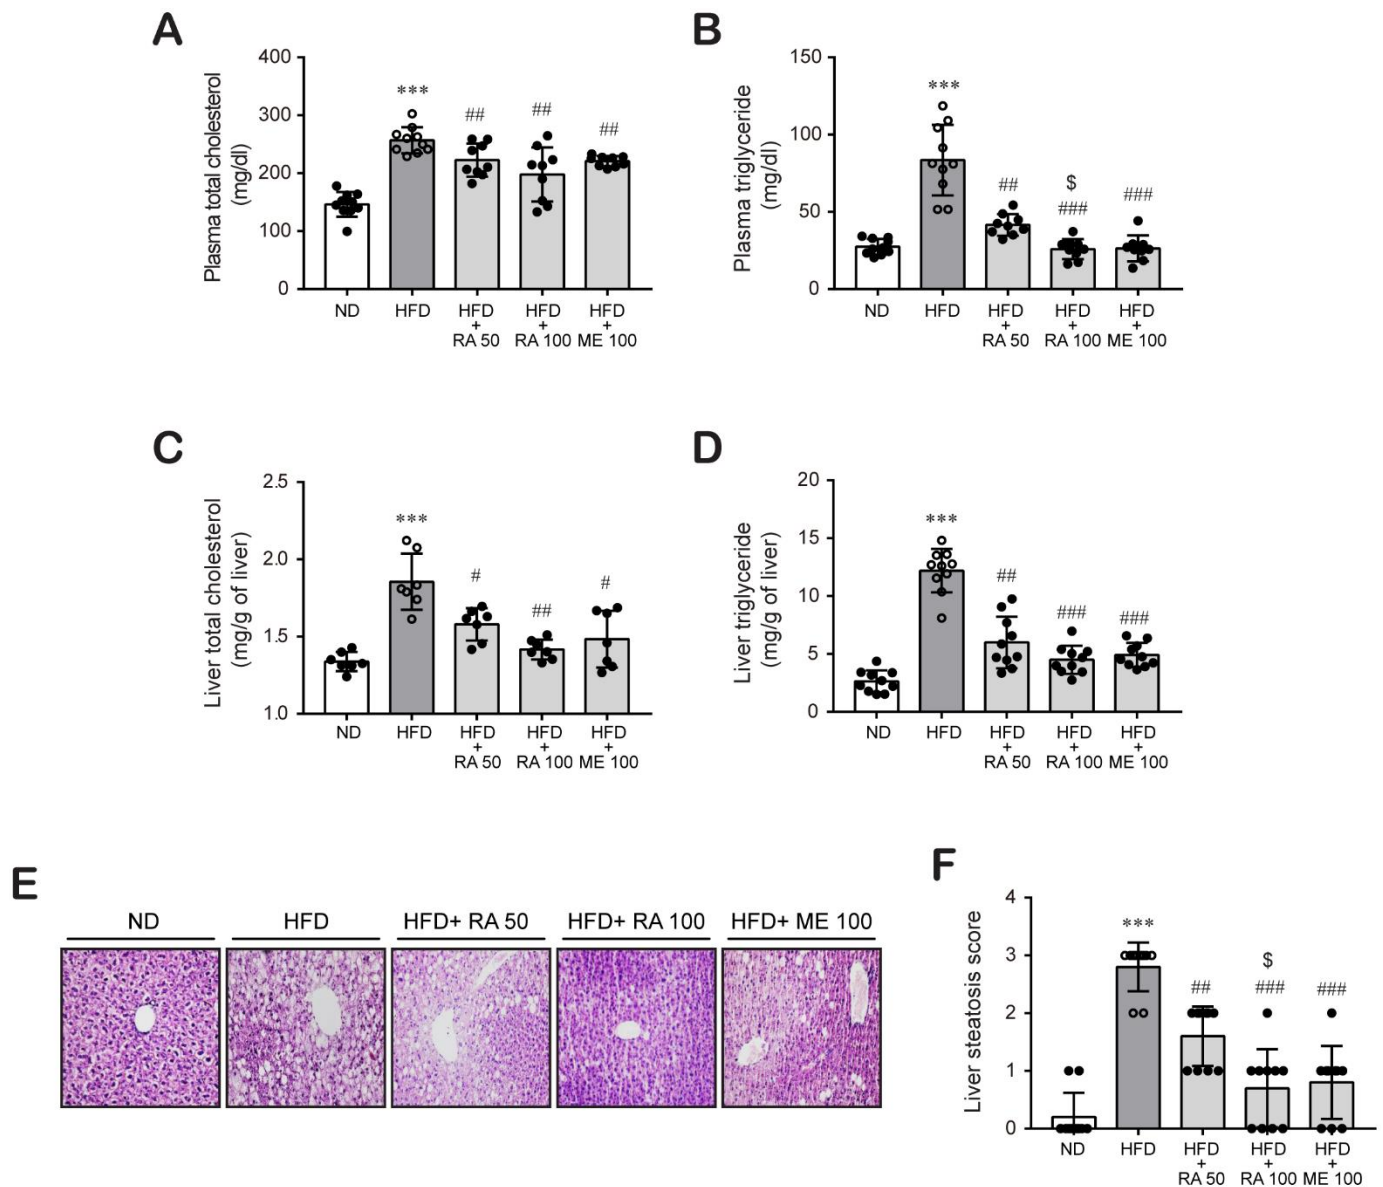 A
Plasma total cholesterol
(mg/dl)
400
300
200
100
0
***
##
##
##
ND
HFD
HFD
+
RA 50
HFD
+
RA 100
HFD
+
ME 100
B
Plasma triglyceride
(mg/dl)
150
100
50
0
***
##
$
###
###
ND
HFD
HFD
+
RA 50
HFD
+
RA 100
HFD
+
ME 100
C
Liver total cholesterol
(mg/g of liver)
2.5
2.0
1.5
1.0
***
#
##
#
ND
HFD
HFD
+
RA 50
HFD
+
RA 100
HFD
+
ME 100
D
Liver triglyceride
(mg/g of liver)
20
15
10
5
0
***
##
###
###
ND
HFD
HFD
+
RA 50
HFD
+
RA 100
HFD
+
ME 100
E
ND
HFD
HFD+ RA 50
HFD+ RA 100
HFD+ ME 100
F
Liver steatosis score
4
3
2
1
0
***
##
$
###
###
ND
HFD
HFD
+
RA 50
HFD
+
RA 100
HFD
+
ME 100